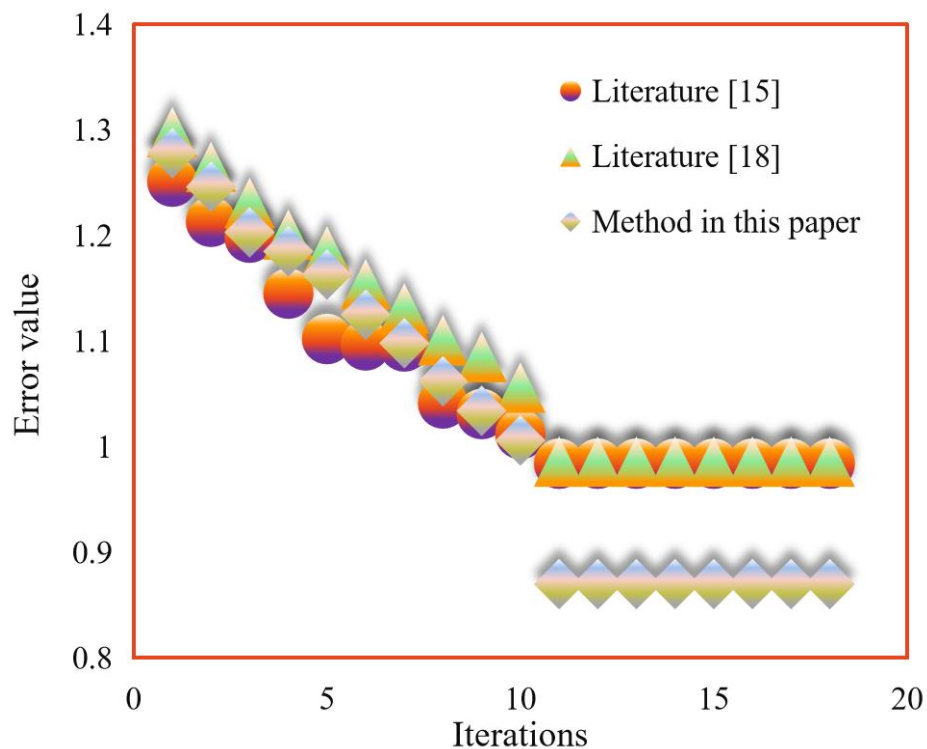 1.4
1.3
1.2
1.1
1
0.9
0.8
Error value
Literature [15]
Literature [18]
Method in this paper
0 5 10 15 20
Iterations